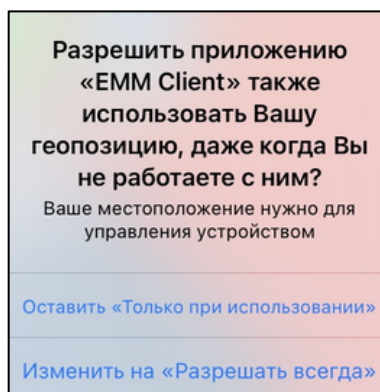 Разрешить приложению
«EMM Client» также
использовать Вашу
геопозицию, даже когда Вы
не работаете с ним?
Ваше местоположение нужно для
управления устройством
Оставить «Только при использовании»
Изменить на «Разрешать всегда»